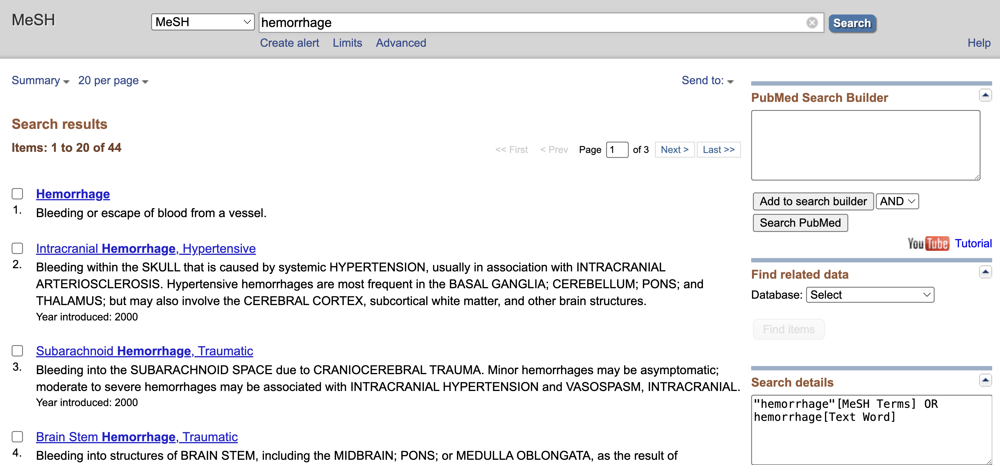 MeSH
MeSH
hemorrhage
Search
Create alert Limits Advanced
Help
Summary 20 per page
Send to:
Search results
Items: 1 to 20 of 44
<< First < Prev Page 1 of 3 Next > Last >>
Hemorrhage
1. Bleeding or escape of blood from a vessel.
Intracranial Hemorrhage, Hypertensive
2. Bleeding within the SKULL that is caused by systemic HYPERTENSION, usually in association with INTRACRANIAL
ARTERIOSCLEROSIS. Hypertensive hemorrhages are most frequent in the BASAL GANGLIA; CEREBELLUM; PONS; and
THALAMUS; but may also involve the CEREBRAL CORTEX, subcortical white matter, and other brain structures.
Year introduced: 2000
Subarachnoid Hemorrhage, Traumatic
3. Bleeding into the SUBARACHNOID SPACE due to CRANIOCEREBRAL TRAUMA. Minor hemorrhages may be asymptomatic;
moderate to severe hemorrhages may be associated with INTRACRANIAL HYPERTENSION and VASOSPASM, INTRACRANIAL.
Year introduced: 2000
Brain Stem Hemorrhage, Traumatic
4. Bleeding into structures of BRAIN STEM, including the MIDBRAIN; PONS; or MEDULLA OBLONGATA, as the result of
PubMed Search Builder
Add to search builder AND
Search PubMed
YouTube Tutorial
Find related data
Database: Select
Find items
Search details
"hemorrhage"[MeSH Terms] OR
hemorrhage[Text Word]